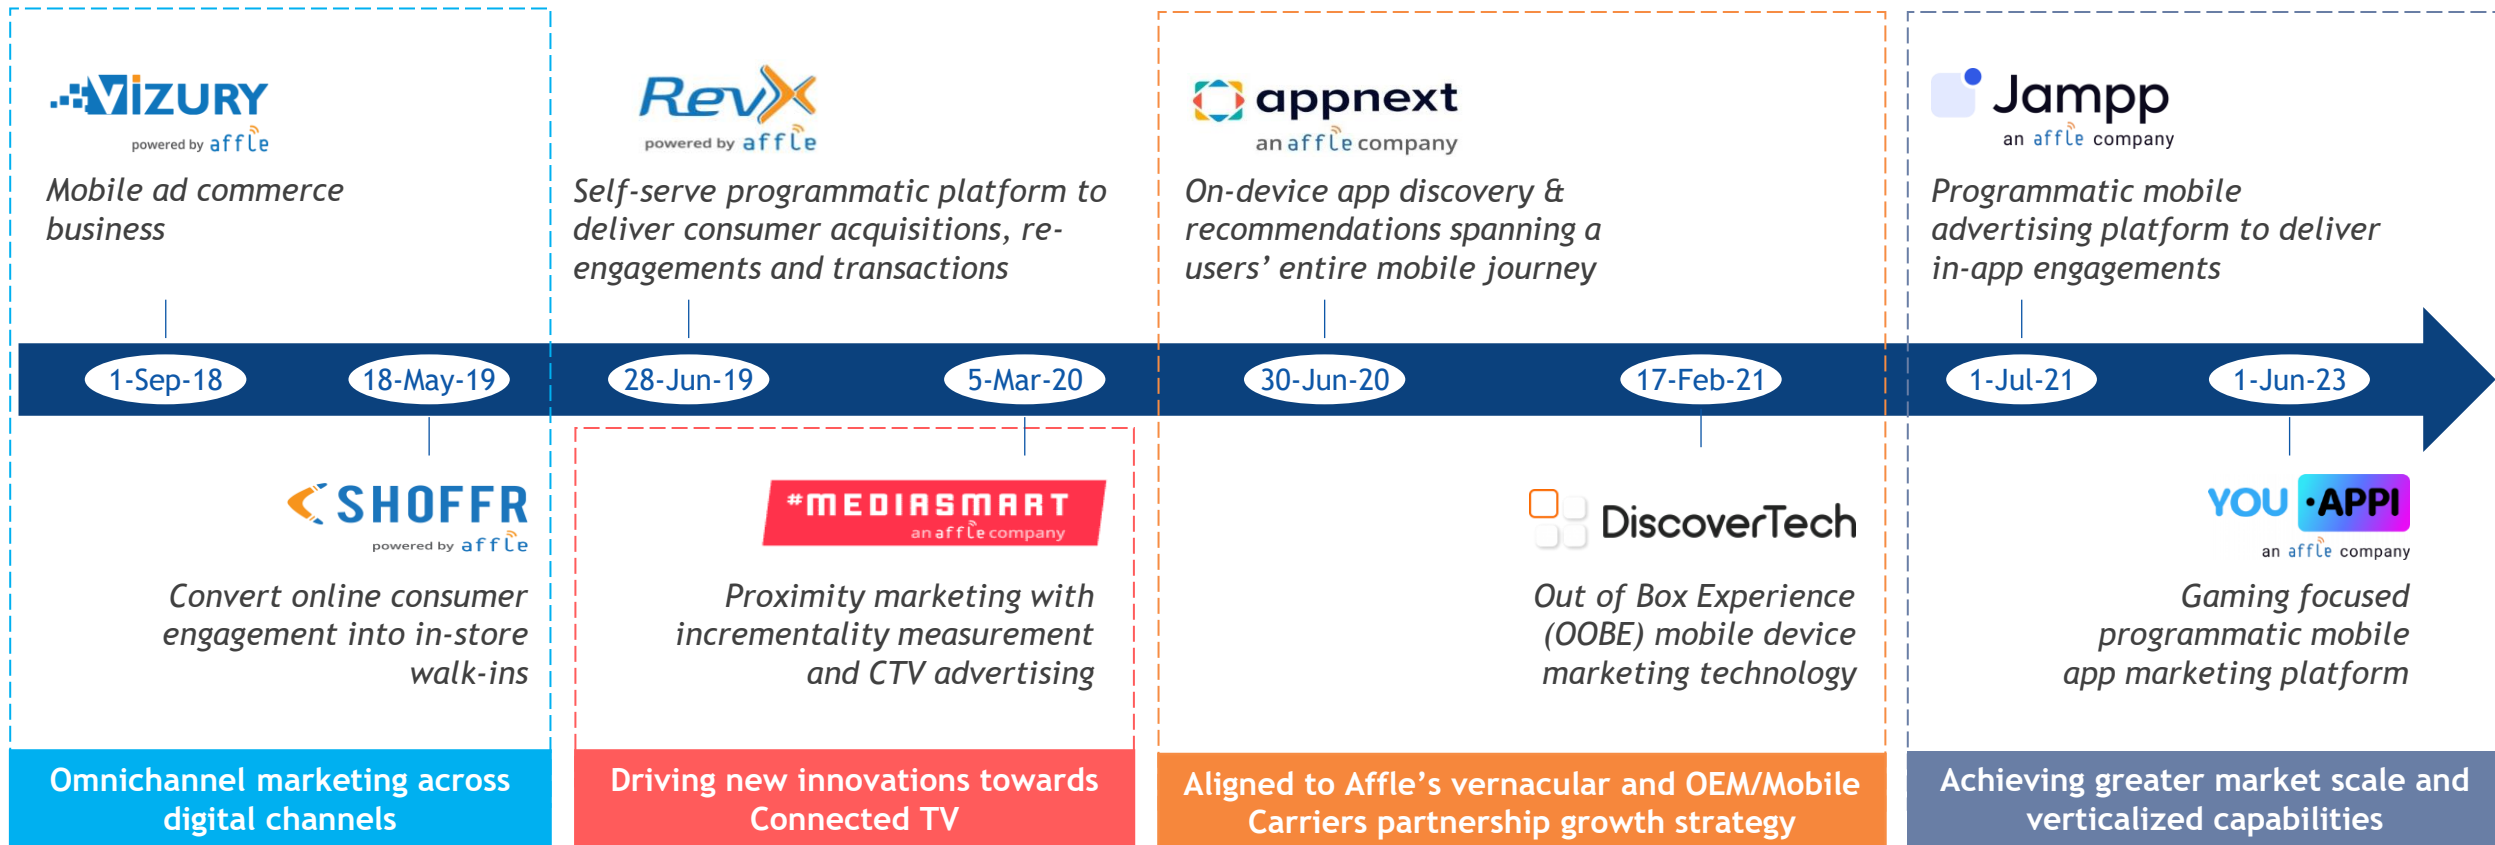 VIZURY
powered by affle
Mobile ad commerce
business
RevX
powered by affle
Self-serve programmatic platform to
deliver consumer acquisitions, re-
engagements and transactions
appnext
an affle company
On-device app discovery &
recommendations spanning a
users’ entire mobile journey
Jampp
an affle company
Programmatic mobile
advertising platform to deliver
in-app engagements
1-Sep-18
18-May-19
28-Jun-19
5-Mar-20
30-Jun-20
17-Feb-21
1-Jul-21
1-Jun-23
SHOFFR
powered by affle
Convert online consumer
engagement into in-store
walk-ins
#MEDIASMART
an affle company
Proximity marketing with
incrementality measurement
and CTV advertising
DiscoverTech
Out of Box Experience
(OOBE) mobile device
marketing technology
YOU•APPI
an affle company
Gaming focused
programmatic mobile
app marketing platform
Omnichannel marketing across
digital channels
Driving new innovations towards
Connected TV
Aligned to Affle’s vernacular and OEM/Mobile
Carriers partnership growth strategy
Achieving greater market scale and
verticalized capabilities